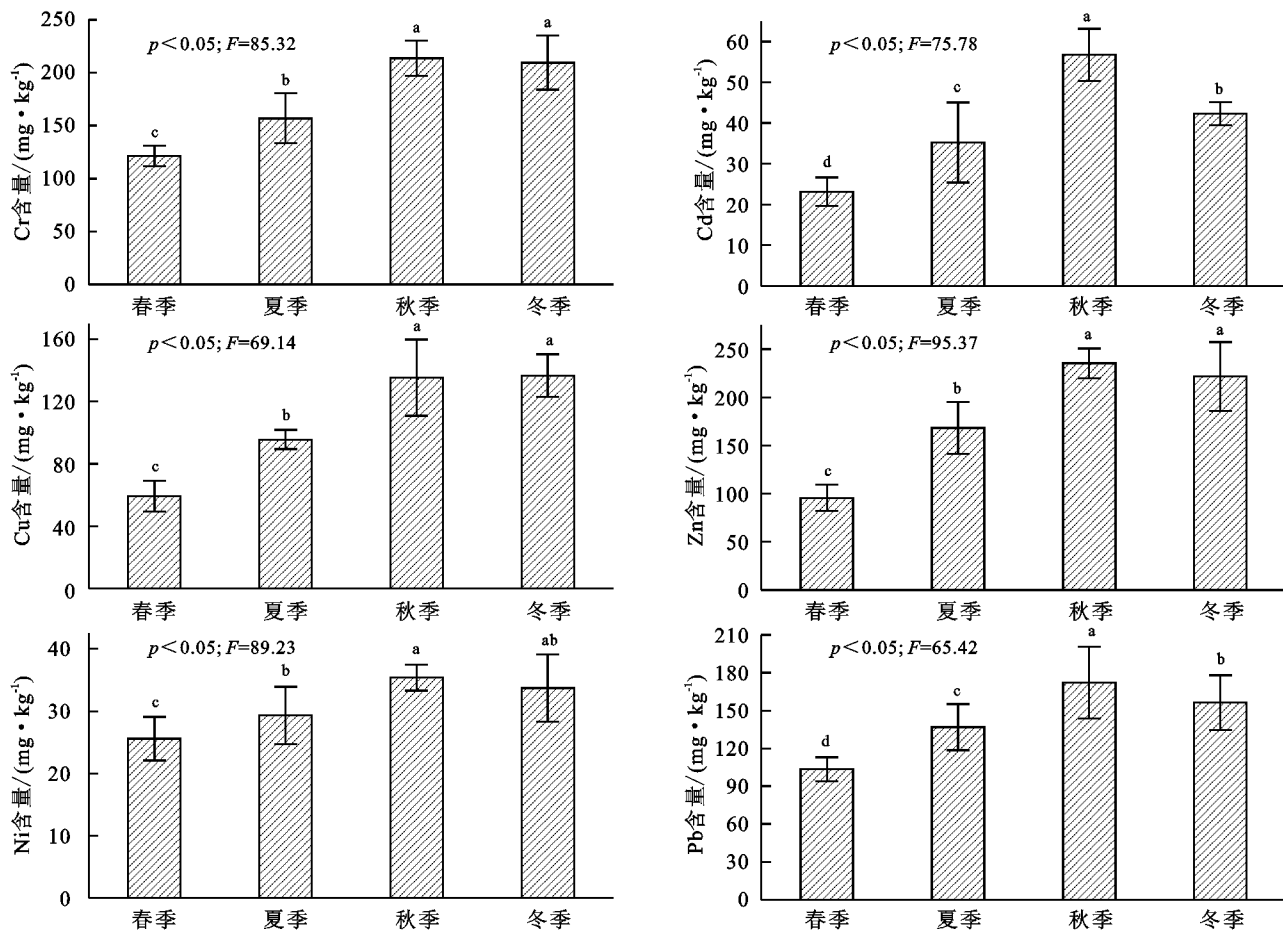 Cr含量/(mg·kg⁻¹)
250
200
150
100
50
0
p<0.05; F=85.32
c
b
a
a
春季
夏季
秋季
冬季
Cd含量/(mg·kg⁻¹)
60
50
40
30
20
10
0
p<0.05; F=75.78
d
c
a
b
春季
夏季
秋季
冬季
Cu含量/(mg·kg⁻¹)
160
120
80
40
0
p<0.05; F=69.14
c
b
a
a
春季
夏季
秋季
冬季
Zn含量/(mg·kg⁻¹)
250
200
150
100
50
0
p<0.05; F=95.37
c
b
a
a
春季
夏季
秋季
冬季
Ni含量/(mg·kg⁻¹)
40
30
20
10
0
p<0.05; F=89.23
c
b
a
ab
春季
夏季
秋季
冬季
Pb含量/(mg·kg⁻¹)
210
180
150
120
90
60
30
0
p<0.05; F=65.42
d
c
a
b
春季
夏季
秋季
冬季